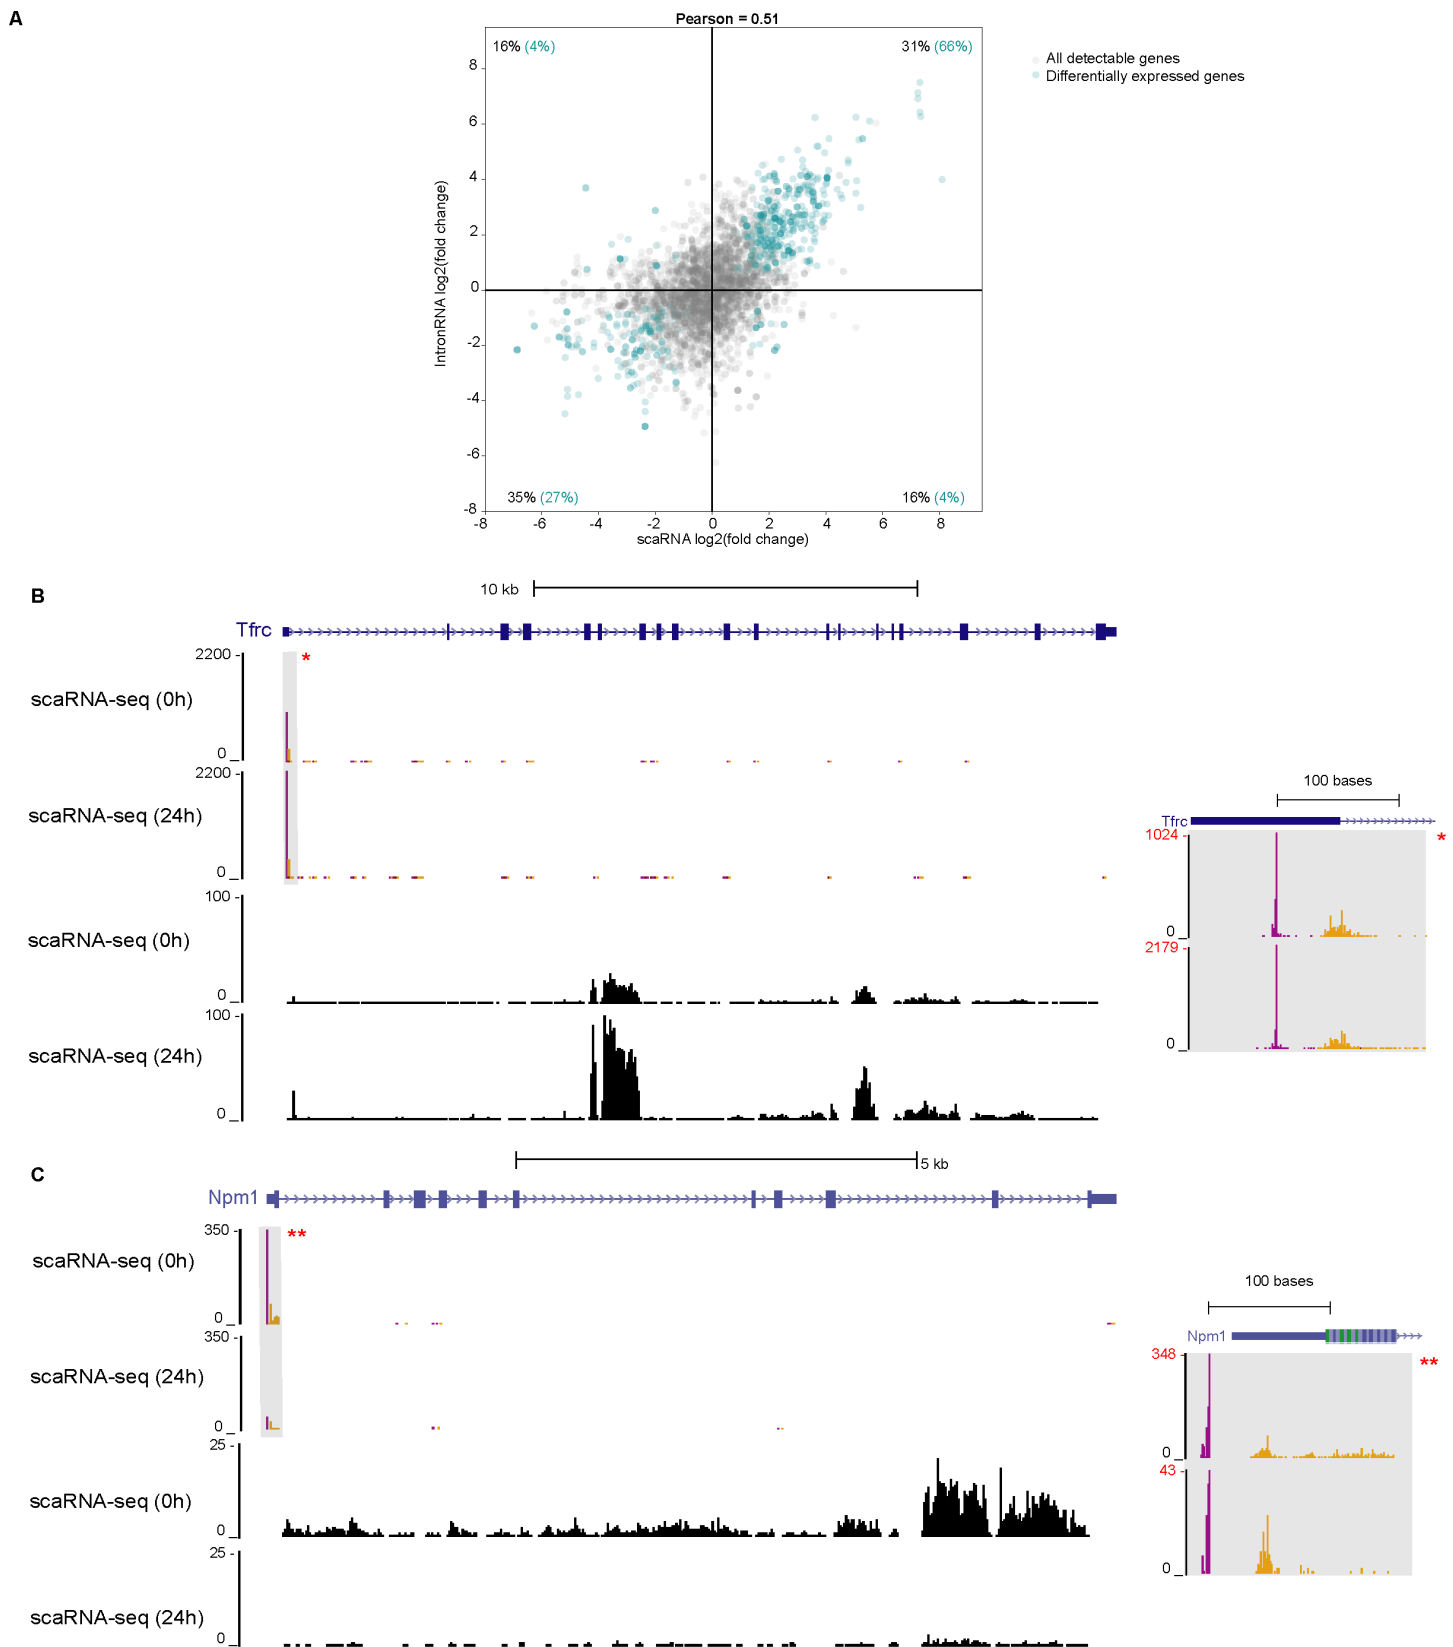 A
Pearson = 0.51
16% (4%)
31% (66%)
All detectable genes
Differentially expressed genes
8
6
4
2
0
-2
-4
-6
-8
IntronRNA log2(fold change)
35% (27%)
16% (4%)
-8 -6 -4 -2 0 2 4 6 8
scaRNA log2(fold change)
B
10 kb
Tfrc
2200
*
scaRNA-seq (0h)
0
2200
scaRNA-seq (24h)
0
100
scaRNA-seq (0h)
0
100
scaRNA-seq (24h)
0
100 bases
Tfrc
1024
*
0
2179
0
C
5 kb
Npm1
350
**
scaRNA-seq (0h)
0
350
scaRNA-seq (24h)
0
25
scaRNA-seq (0h)
0
25
scaRNA-seq (24h)
0
100 bases
Npm1
348
**
0
43
0